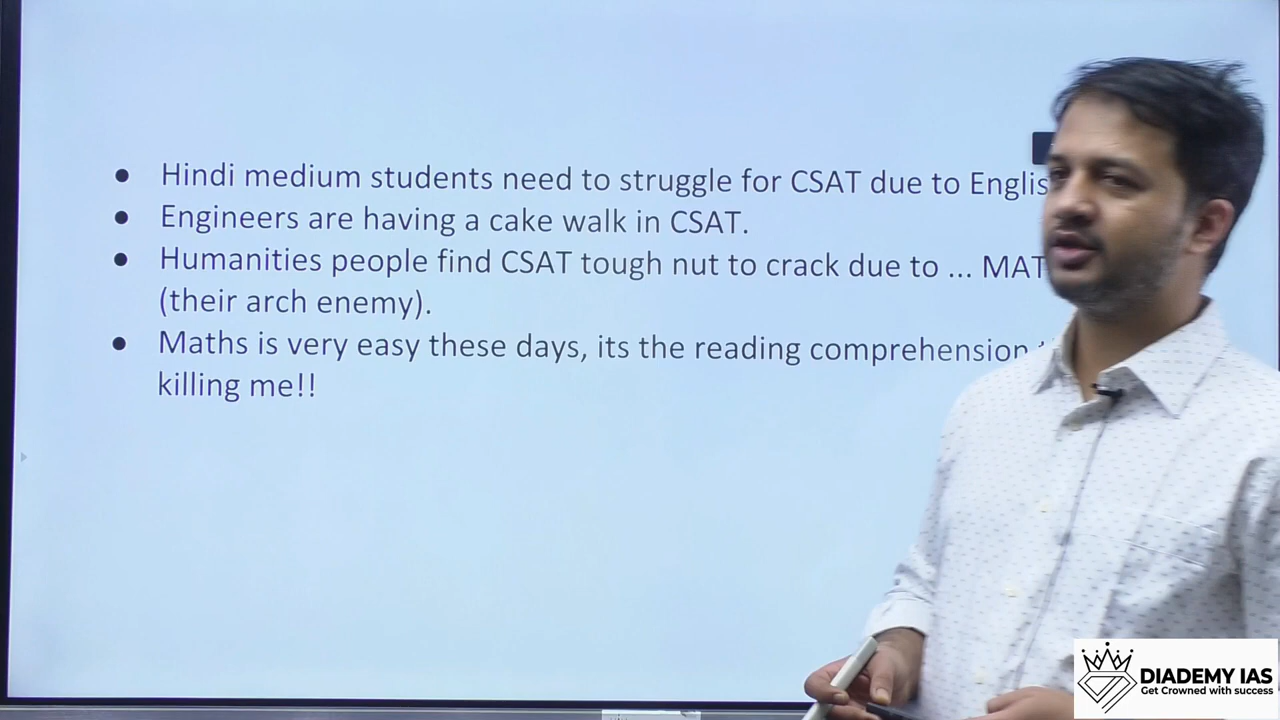 ● Hindi medium students need to struggle for CSAT due to Englis
● Engineers are having a cake walk in CSAT.
● Humanities people find CSAT tough nut to crack due to ... MAT
(their arch enemy).
● Maths is very easy these days, its the reading comprehension
killing me!!
DIADEMY IAS
Get Crowned with success